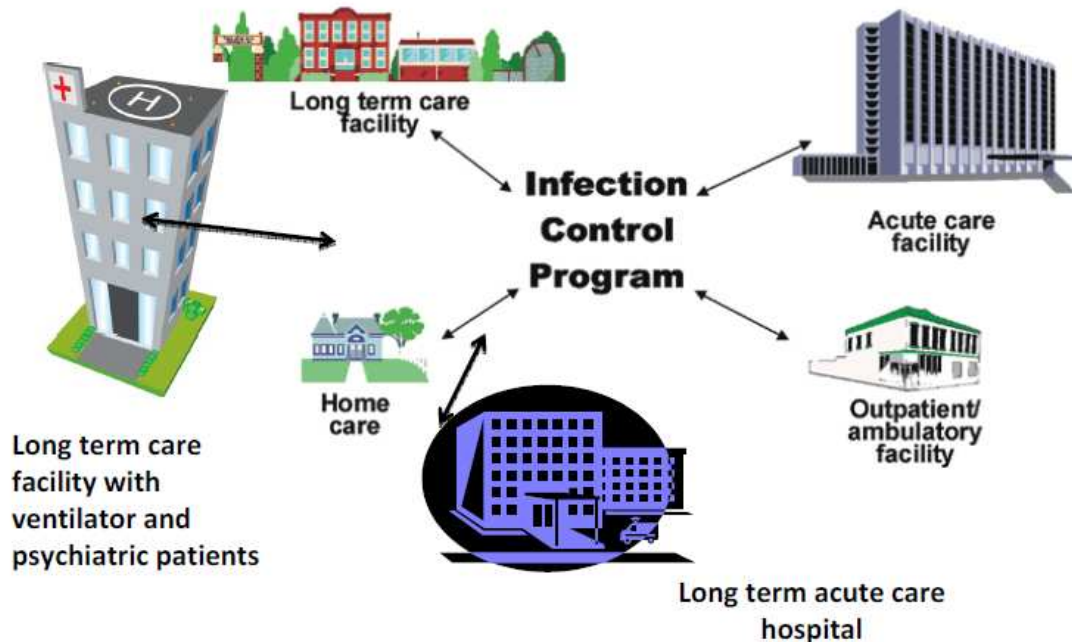 Long term care
facility
Infection
Control
Program
Acute care
facility
H
Home
care
Outpatient/
ambulatory
facility
Long term care
facility with
ventilator and
psychiatric patients
Long term acute care
hospital